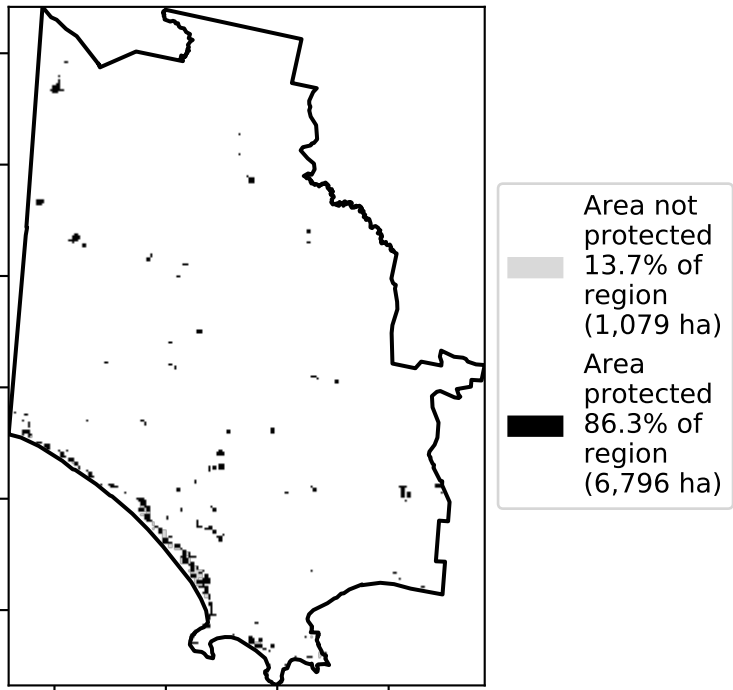 Area not
protected
13.7% of
region
(1,079 ha)
Area
protected
86.3% of
region
(6,796 ha)